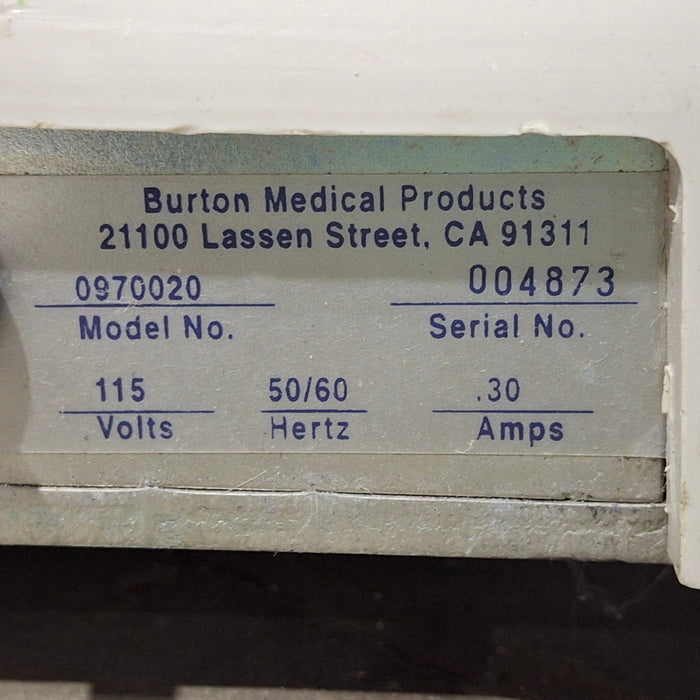 Burton Medical Products
21100 Lassen Street, CA 91311
0970020 004873
Model No. Serial No.
115 50/60 .30
Volts Hertz Amps